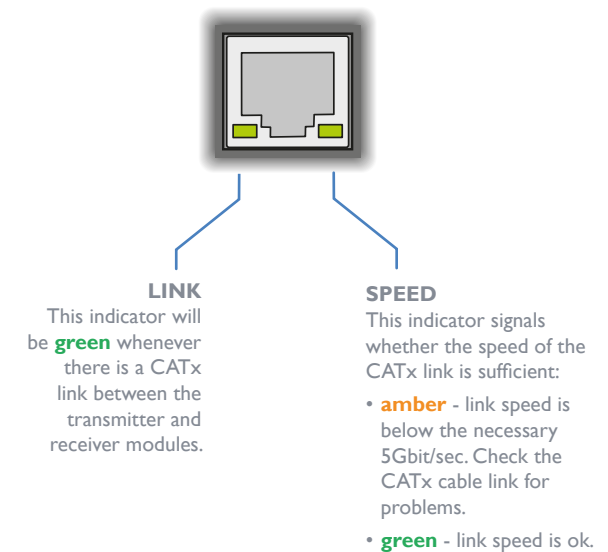 LINK
This indicator will
be green whenever
there is a CATx
link between the
transmitter and
receiver modules.
SPEED
This indicator signals
whether the speed of the
CATx link is sufficient:
• amber - link speed is
below the necessary
5Gbit/sec. Check the
CATx cable link for
problems.
• green - link speed is ok.